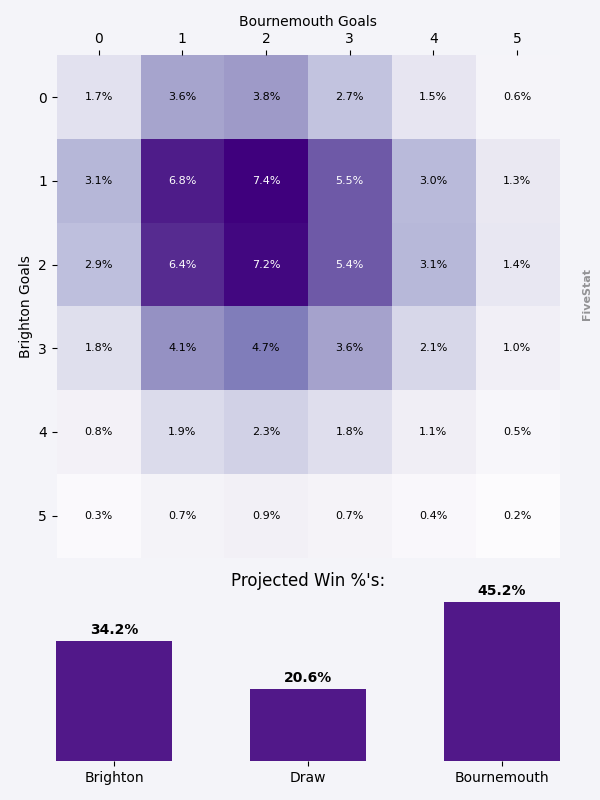 Bournemouth Goals
0 1 2 3 4 5
0 1.7% 3.6% 3.8% 2.7% 1.5% 0.6%
1 3.1% 6.8% 7.4% 5.5% 3.0% 1.3%
2 2.9% 6.4% 7.2% 5.4% 3.1% 1.4%
3 1.8% 4.1% 4.7% 3.6% 2.1% 1.0%
4 0.8% 1.9% 2.3% 1.8% 1.1% 0.5%
5 0.3% 0.7% 0.9% 0.7% 0.4% 0.2%
Brighton Goals
FiveStat
Projected Win %'s:
34.2% 20.6% 45.2%
Brighton Draw Bournemouth